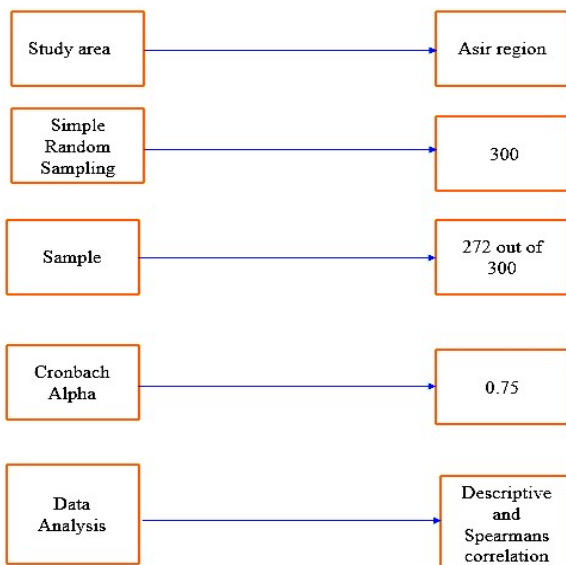 Study area
Asir region
Simple
Random
Sampling
300
Sample
272 out of
300
Cronbach
Alpha
0.75
Data
Analysis
Descriptive
and
Spearmans
correlation